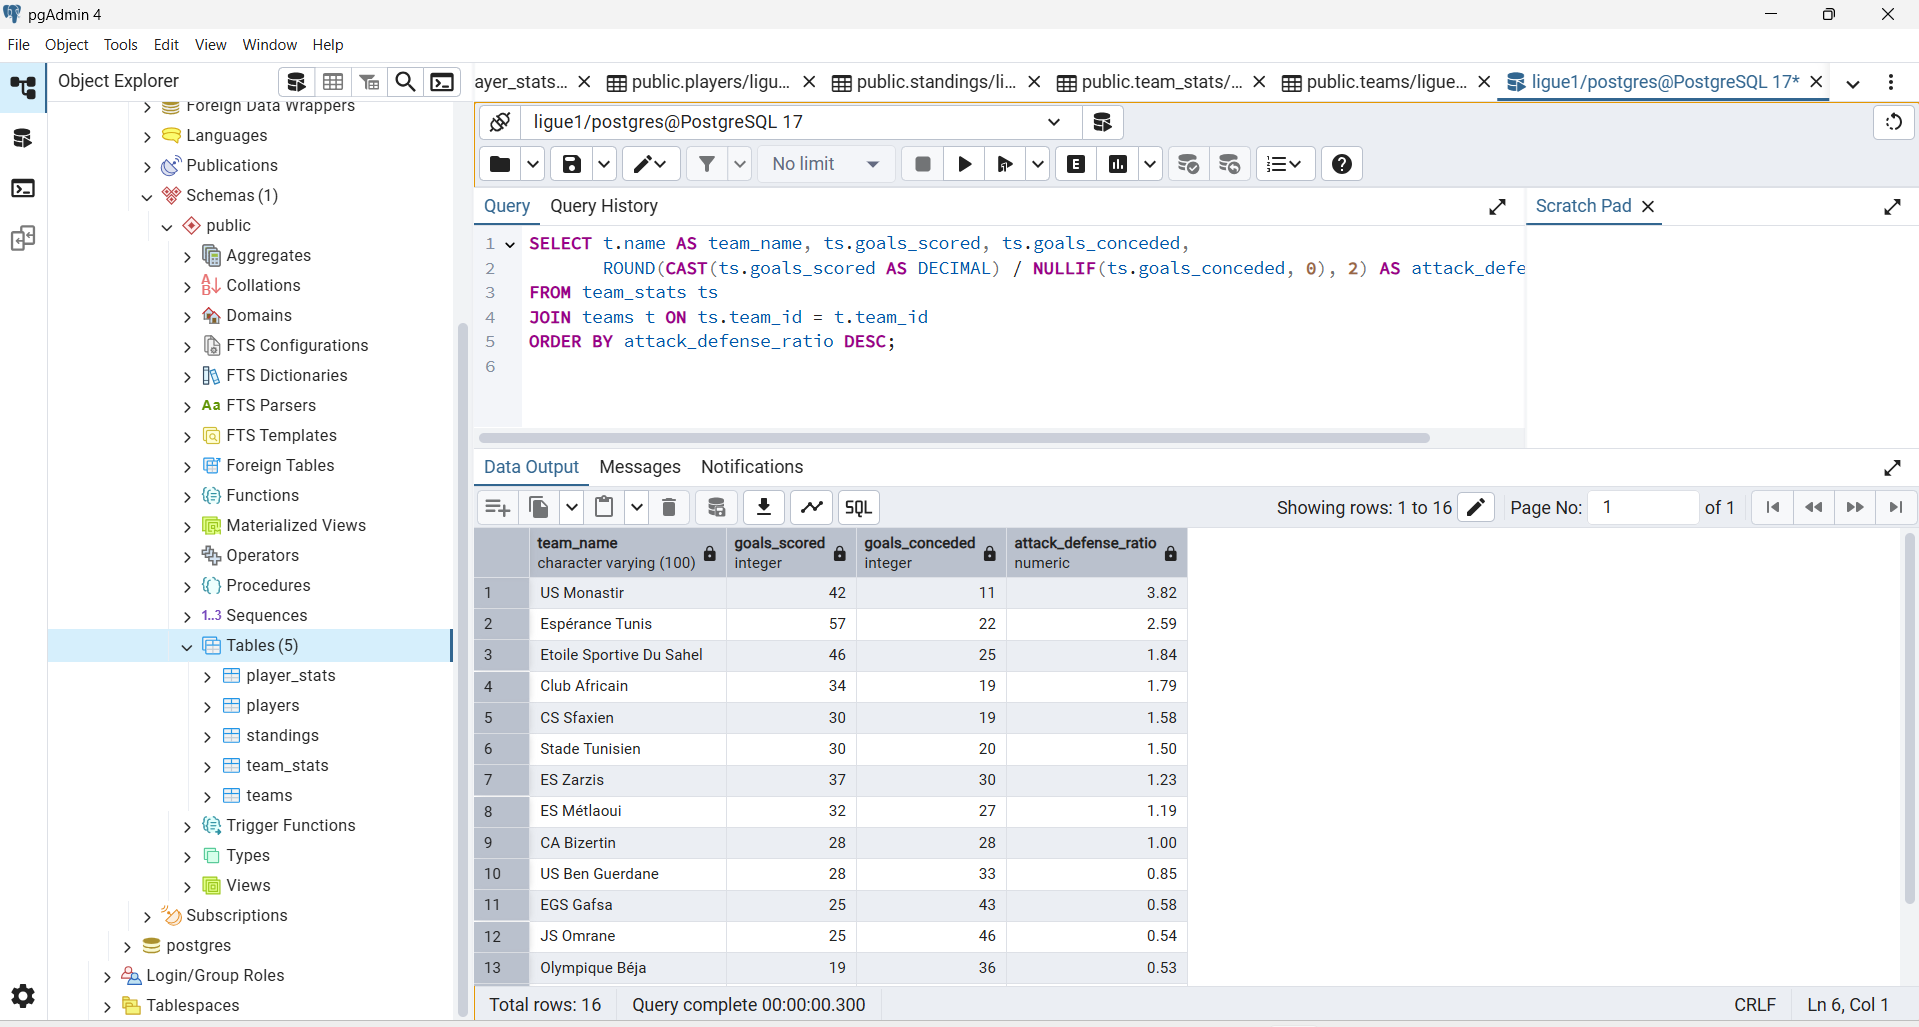 pgAdmin 4
File Object Tools Edit View Window Help
Object Explorer
ayer_stats... public.players/ligu... public.standings/li... public.team_stats/... public.teams/ligue... ligue1/postgres@PostgreSQL 17*
Foreign Data Wrappers
Languages
Publications
Schemas (1)
public
Aggregates
Collations
Domains
FTS Configurations
FTS Dictionaries
Aa FTS Parsers
FTS Templates
Foreign Tables
Functions
Materialized Views
Operators
Procedures
1..3 Sequences
Tables (5)
player_stats
players
standings
team_stats
teams
Trigger Functions
Types
Views
Subscriptions
postgres
Login/Group Roles
Tablespaces
ligue1/postgres@PostgreSQL 17
No limit
E
Query Query History
Scratch Pad
1 SELECT t.name AS team_name, ts.goals_scored, ts.goals_conceded,
2 ROUND(CAST(ts.goals_scored AS DECIMAL) / NULLIF(ts.goals_conceded, 0), 2) AS attack_defe
3 FROM team_stats ts
4 JOIN teams t ON ts.team_id = t.team_id
5 ORDER BY attack_defense_ratio DESC;
6
Data Output Messages Notifications
SQL Showing rows: 1 to 16 Page No: 1 of 1
team_name goals_scored goals_conceded attack_defense_ratio
character varying (100) integer integer numeric
1 US Monastir 42 11 3.82
2 Espérance Tunis 57 22 2.59
3 Etoile Sportive Du Sahel 46 25 1.84
4 Club Africain 34 19 1.79
5 CS Sfaxien 30 19 1.58
6 Stade Tunisien 30 20 1.50
7 ES Zarzis 37 30 1.23
8 ES Métlaoui 32 27 1.19
9 CA Bizertin 28 28 1.00
10 US Ben Guerdane 28 33 0.85
11 EGS Gafsa 25 43 0.58
12 JS Omrane 25 46 0.54
13 Olympique Béja 19 36 0.53
Total rows: 16 Query complete 00:00:00.300 CRLF Ln 6, Col 1